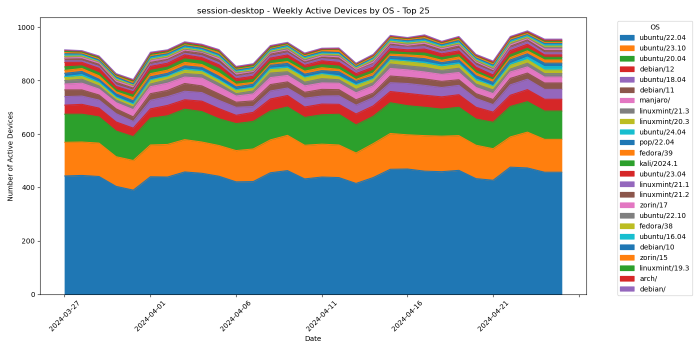 session-desktop - Weekly Active Devices by OS - Top 25
Number of Active Devices
1000
800
600
400
200
0
2024-03-27
2024-04-01
2024-04-06
2024-04-11
2024-04-16
2024-04-21
Date
OS
ubuntu/22.04
ubuntu/23.10
ubuntu/20.04
debian/12
ubuntu/18.04
debian/11
manjaro/
linuxmint/21.3
linuxmint/20.3
ubuntu/24.04
pop/22.04
fedora/39
kali/2024.1
ubuntu/23.04
linuxmint/21.1
linuxmint/21.2
zorin/17
ubuntu/22.10
fedora/38
ubuntu/16.04
debian/10
zorin/15
linuxmint/19.3
arch/
debian/